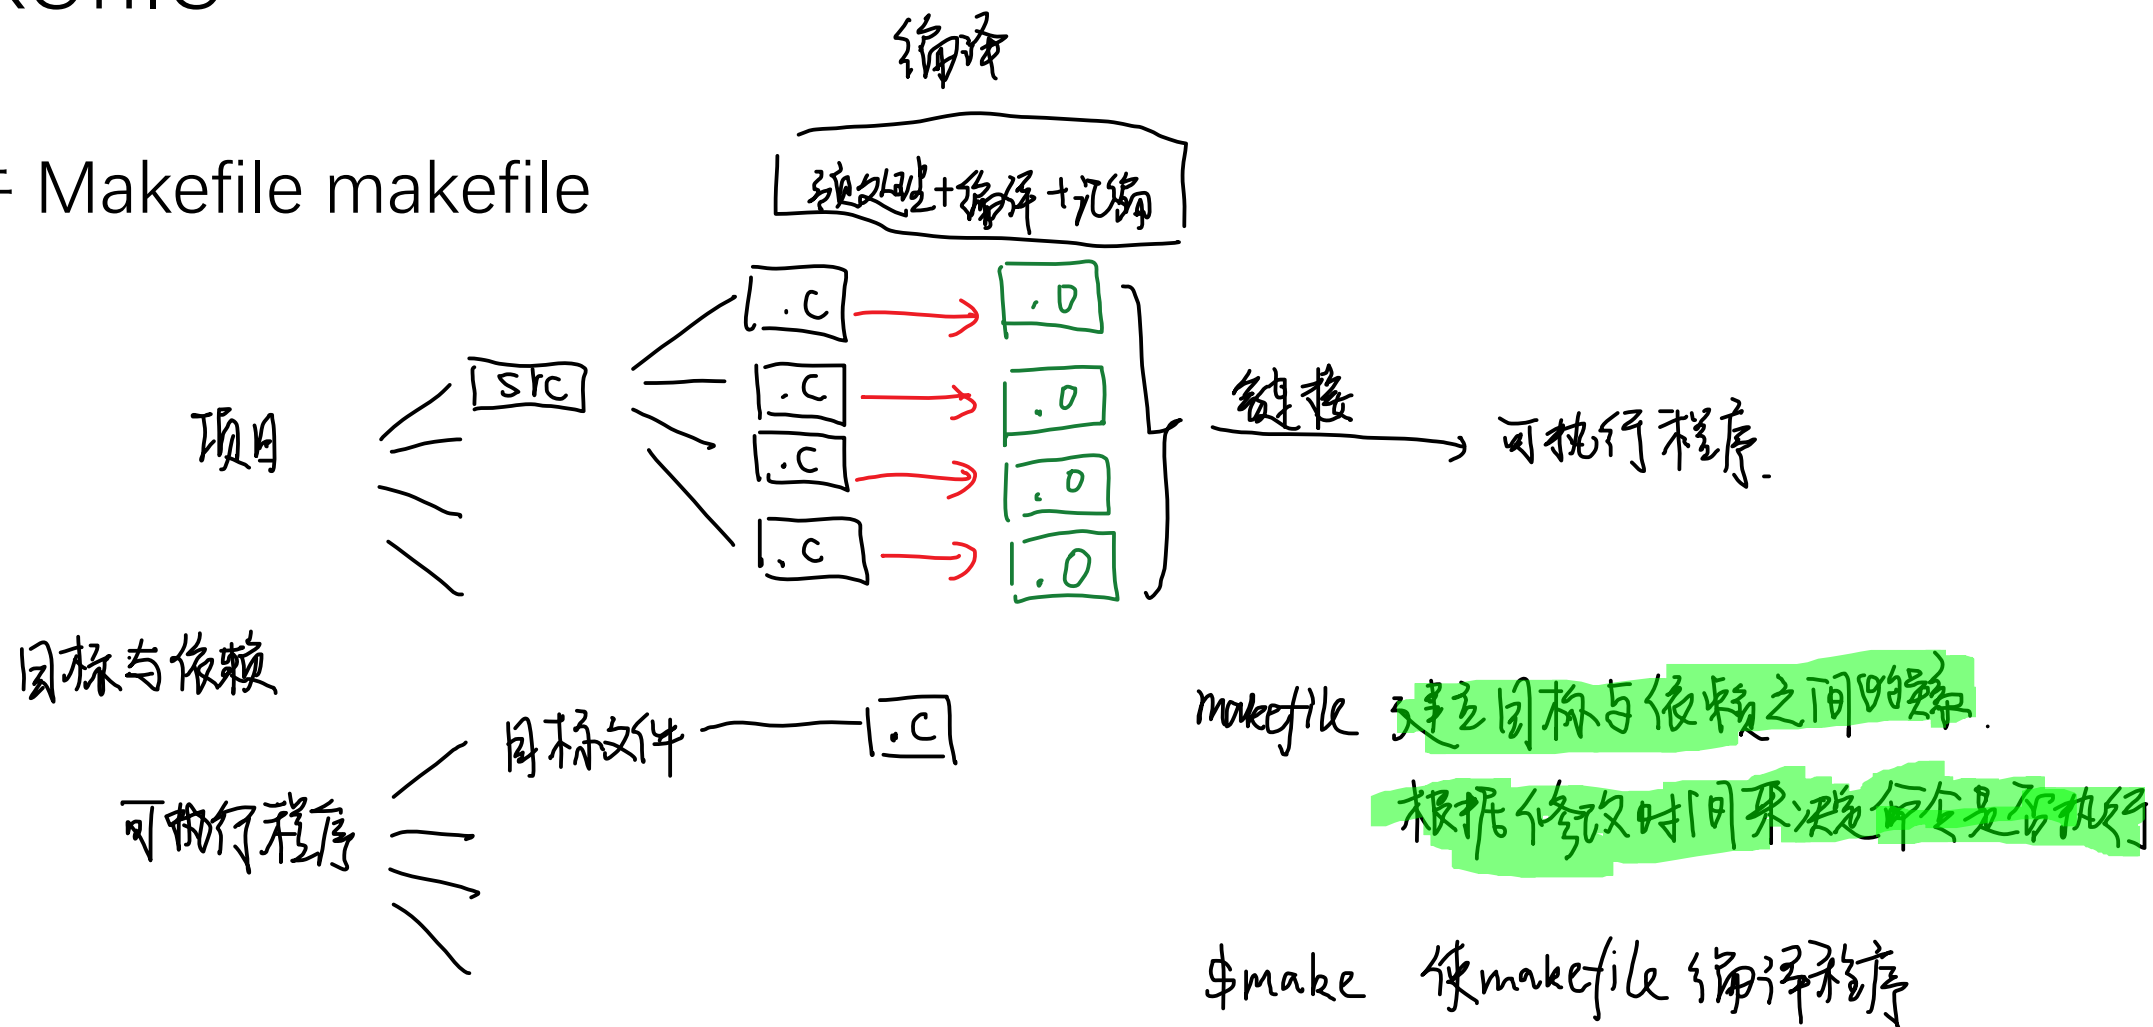 编译
Makefile makefile
预处理+编译+汇编
.c .o
src .c .o
链接
项目 可执行程序.
.c .o
.c .o
目标与依赖
makefile 建立目标与依赖之间的关系.
目标文件 .c
可执行程序 根据修改时间来决定命令是否执行
$make 使makefile编译程序